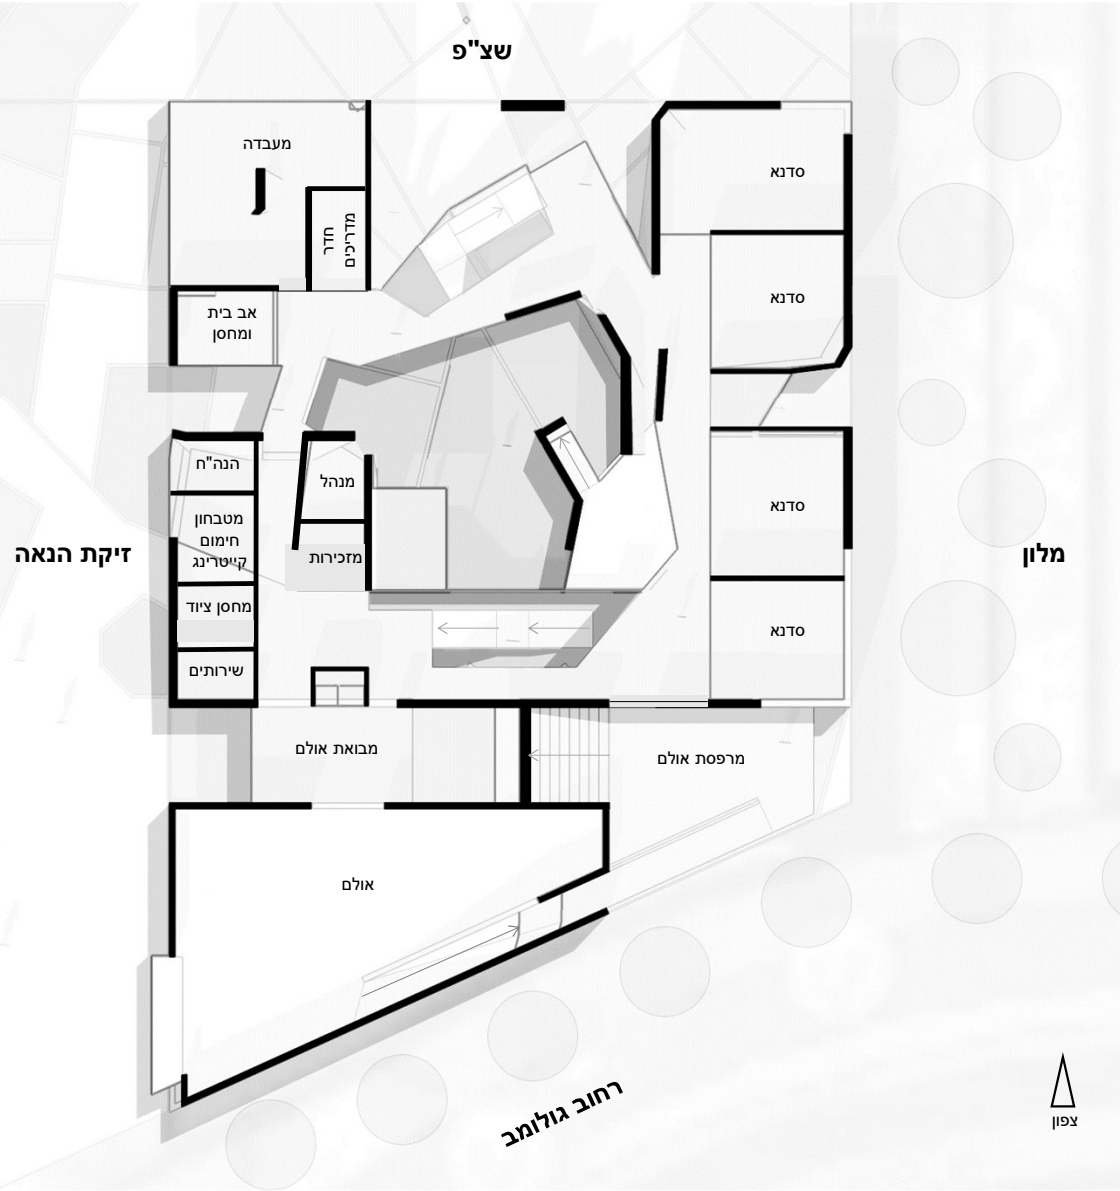 שצ"פ
מעבדה
סדנא
חדר
מדריכים
סדנא
אב בית
ומחסן
הנה"ח
מנהל
סדנא
מטבחון
חימום
קייטרינג
מזכירות
זיקת הנאה
מלון
מחסן ציוד
סדנא
שירותים
מבואת אולם
מרפסת אולם
אולם
רחוב גולומב
צפון